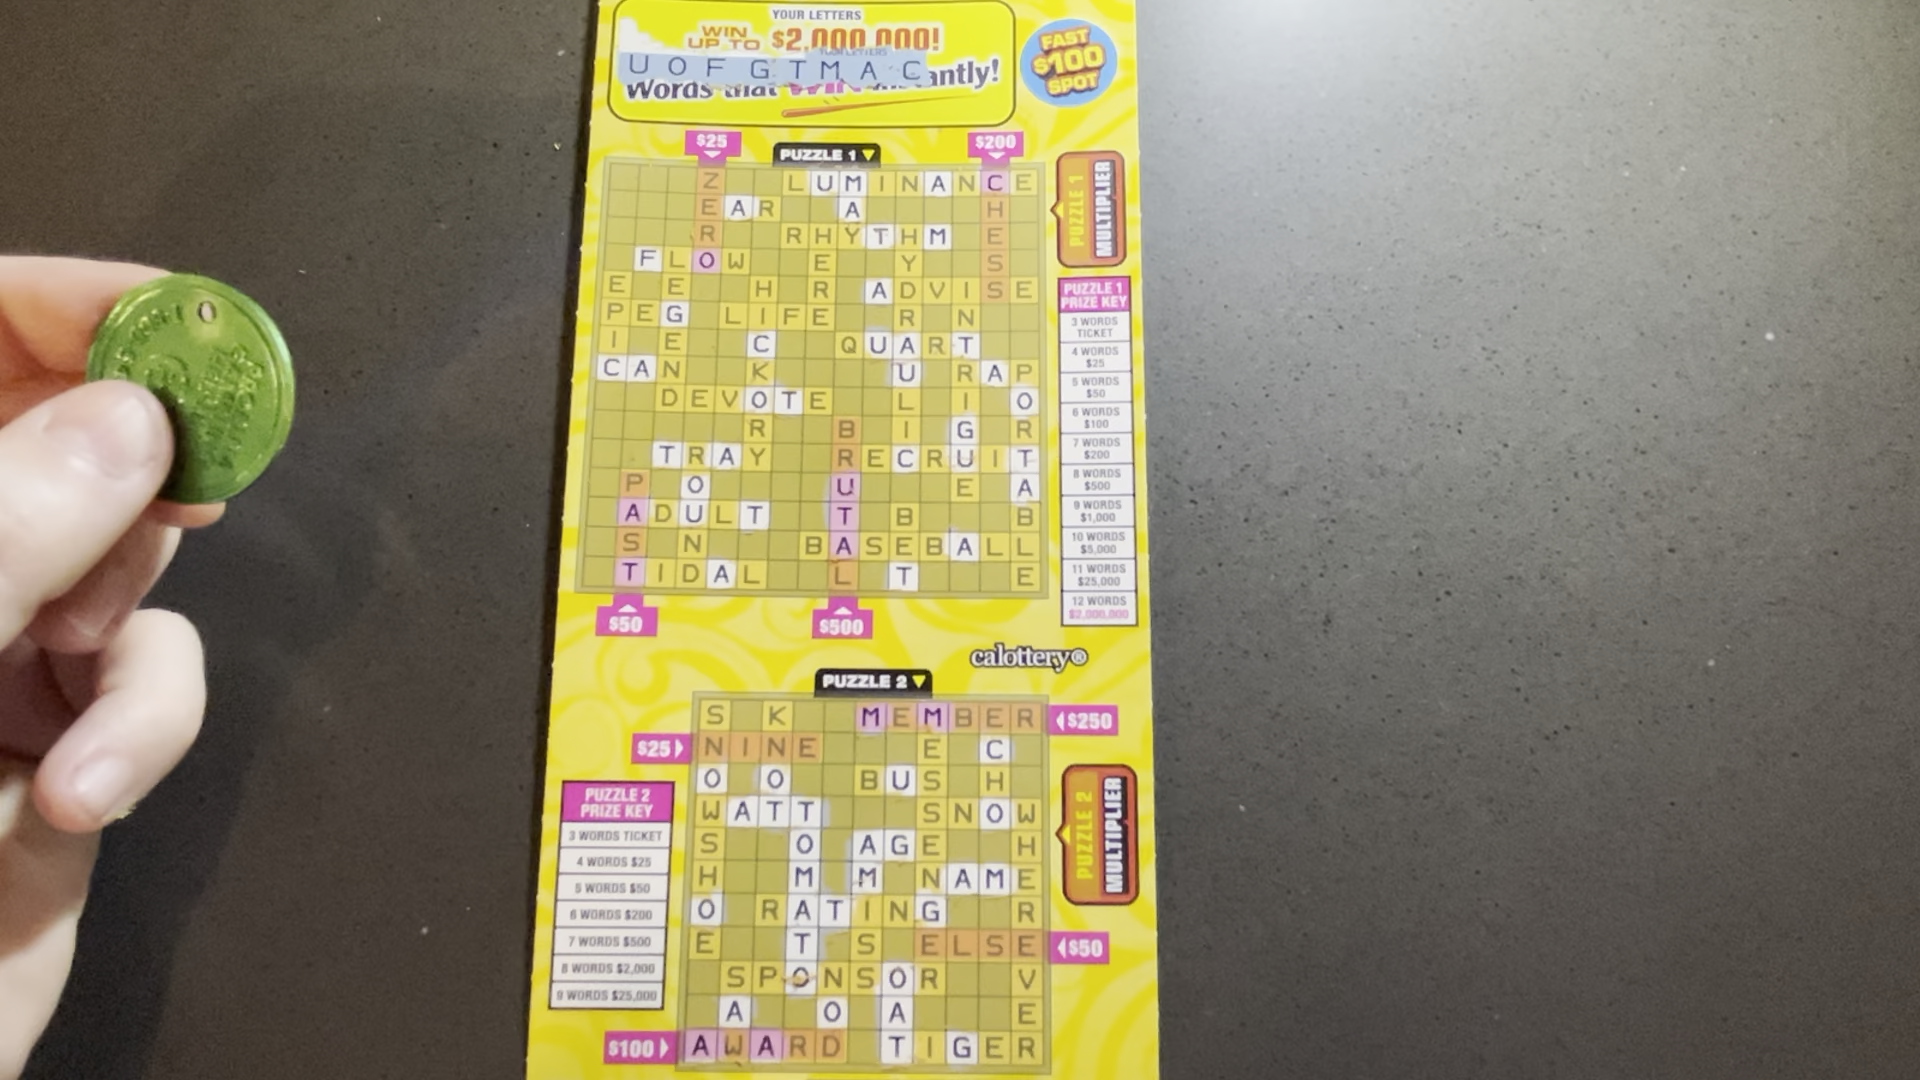 YOUR LETTERS
WIN UP TO $2,000,000!
U O F G T M A C
Words that WIN instantly!
FAST $100 SPOT
$25
PUZZLE 1
$200
Z L U M I N A N C E
E A R A H
R R H Y T H M E
F L O W E Y S
E E H R A D V I S E
P E G L I F E R N
I E C Q U A R T
C A N K U R A P
D E V O T E L I O
R B I G R
T R A Y R E C R U I T
P O U E A
A D U L T T B B
S N B A S E B A L L
T I D A L L T E
PUZZLE 1 MULTIPLIER
PUZZLE 1 PRIZE KEY
3 WORDS TICKET
4 WORDS $25
5 WORDS $50
6 WORDS $100
7 WORDS $200
8 WORDS $500
9 WORDS $1,000
10 WORDS $5,000
11 WORDS $25,000
12 WORDS $2,000,000
$50
$500
calottery®
PUZZLE 2
S K M E M B E R
$250
$25
N I N E E C
O O B U S H
W A T T S N O W
S O A G E H
H M M N A M E
O R A T I N G R
E T S E L S E
$50
S P O N S O R V
A O A E
$100
A W A R D T I G E R
PUZZLE 2 PRIZE KEY
3 WORDS TICKET
4 WORDS $25
5 WORDS $50
6 WORDS $200
7 WORDS $500
8 WORDS $2,000
9 WORDS $25,000
PUZZLE 2 MULTIPLIER